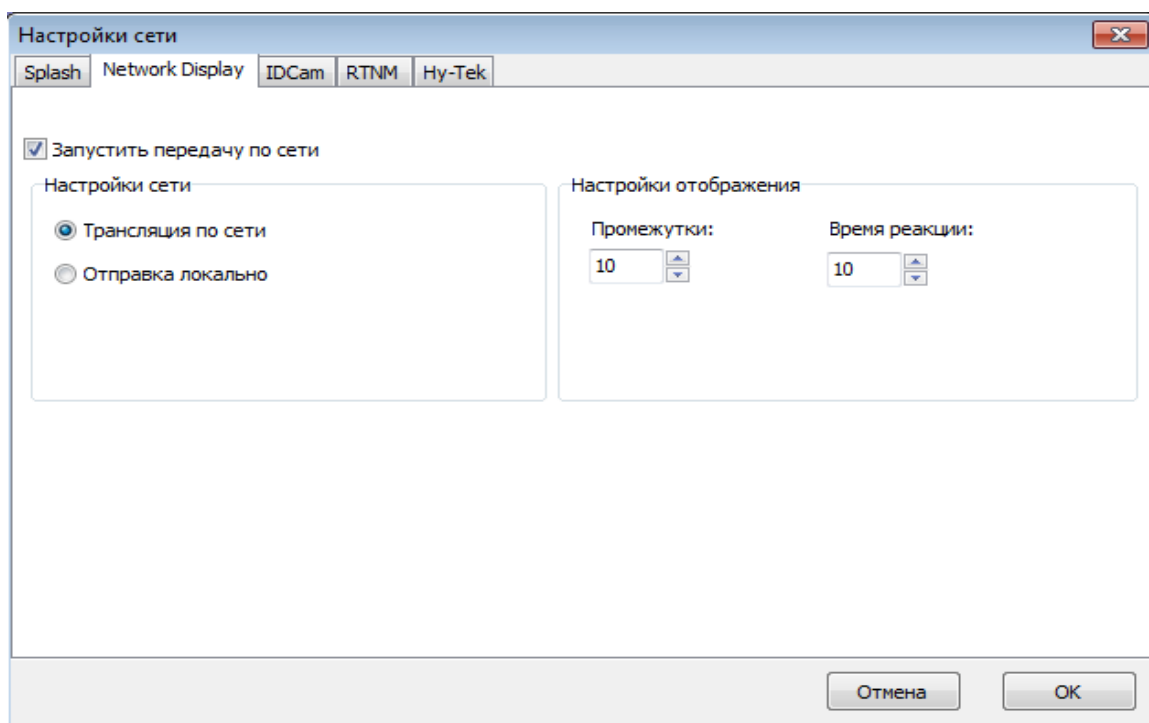 Настройки сети
Splash Network Display IDCam RTNM Hy-Tek
Запустить передачу по сети
Настройки сети Настройки отображения
Трансляция по сети
Отправка локально
Промежутки: Время реакции:
10 10
Отмена OK